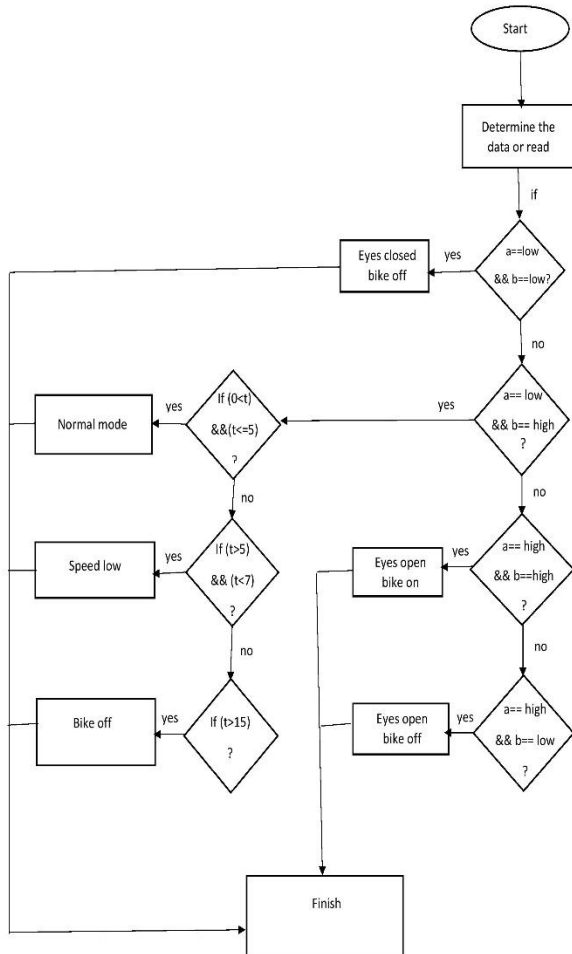 Start
Determine the
data or read
if
a==low
&& b==low?
yes
Eyes closed
bike off
no
a== low
&& b== high
?
yes
If (0<t)
&&(t<=5)
?
yes
Normal mode
no
If (t>5)
&& (t<7)
?
yes
Speed low
no
If (t>15)
?
yes
Bike off
no
a== high
&& b==high
?
yes
Eyes open
bike on
no
a== high
&& b== low
?
yes
Eyes open
bike off
Finish